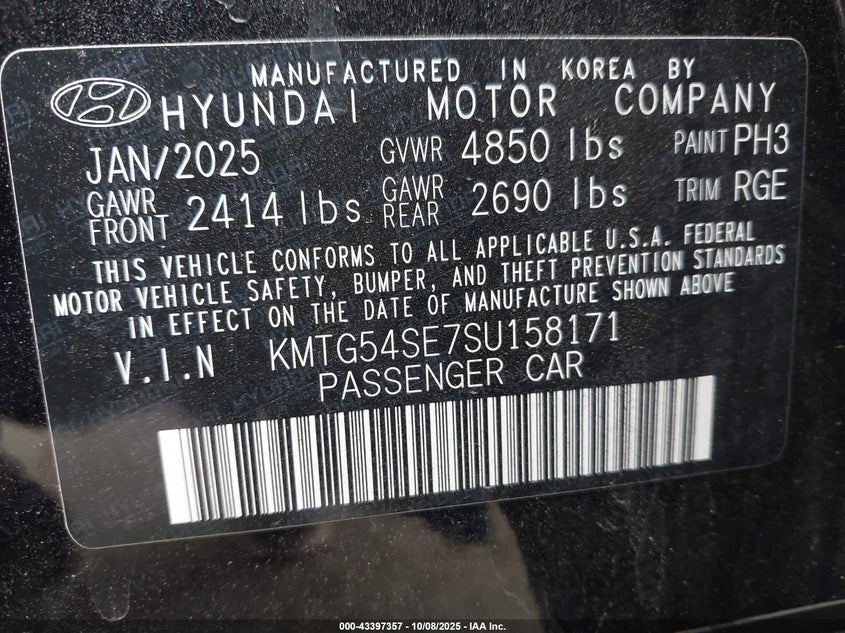 MANUFACTURED IN KOREA BY
HYUNDAI MOTOR COMPANY
JAN/2025 GVWR 4850 lbs PAINT PH3
GAWR FRONT 2414 lbs GAWR REAR 2690 lbs TRIM RGE
THIS VEHICLE CONFORMS TO ALL APPLICABLE U.S.A. FEDERAL
MOTOR VEHICLE SAFETY, BUMPER, AND THEFT PREVENTION STANDARDS
IN EFFECT ON THE DATE OF MANUFACTURE SHOWN ABOVE
V.I.N KMTG54SE7SU158171
PASSENGER CAR
000-43397357 - 10/08/2025 - IAA Inc.